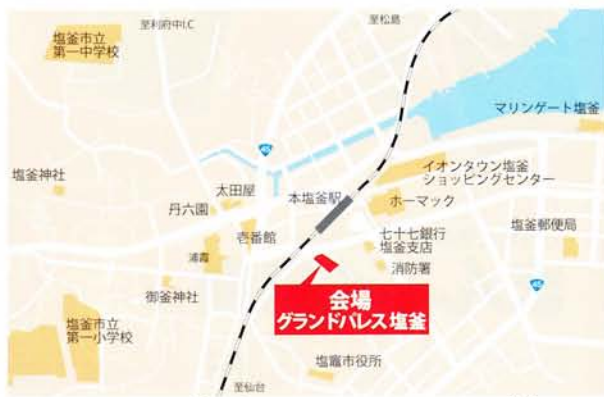 至利府中I.C
至松島
塩釜市立
第一中学校
マリンゲート塩釜
45
塩釜神社
イオンタウン塩釜
ショッピングセンター
太田屋
本塩釜駅
丹六園
ホーマック
壱番館
七十七銀行
塩釜支店
塩釜郵便局
浦霞
消防署
御釜神社
45
会場
グランドパレス塩釜
塩釜市立
第一小学校
塩竈市役所
至仙台